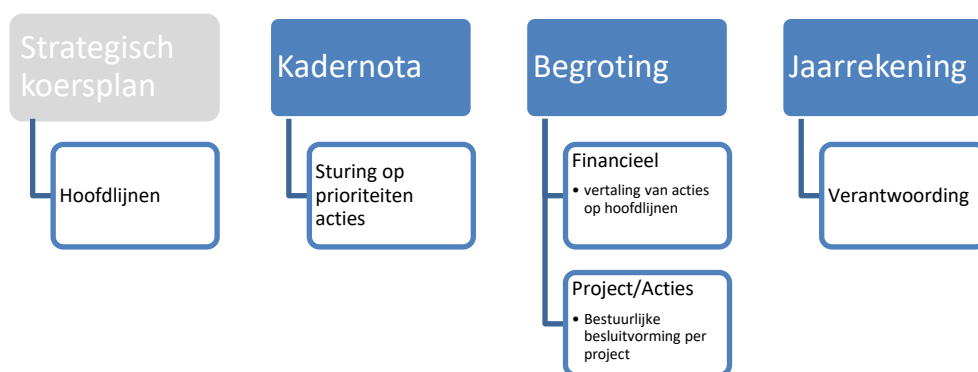 Strategisch
koersplan
Hoofdlijnen
Kadernota
Sturing op
prioriteiten
acties
Begroting
Financieel
• vertaling van acties
op hoofdlijnen
Project/Acties
• Bestuurlijke
besluitvorming per
project
Jaarrekening
Verantwoording